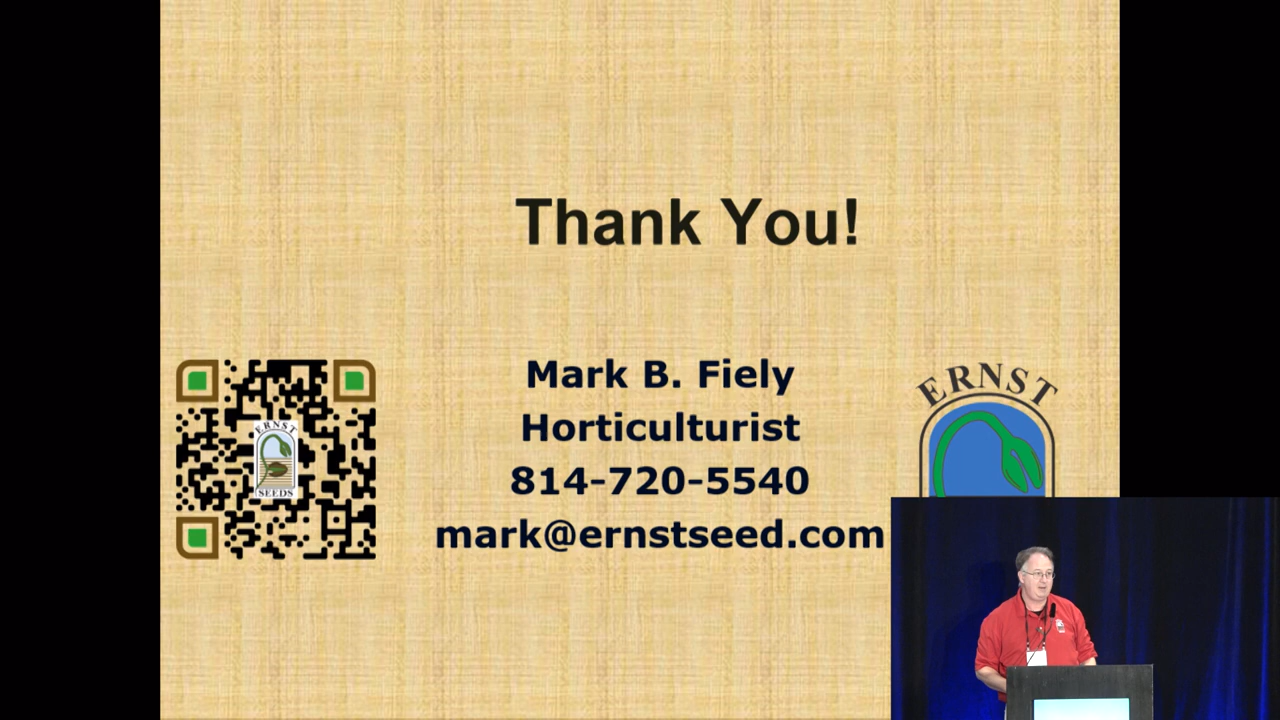 Thank You!
Mark B. Fiely
Horticulturist
814-720-5540
mark@ernstseed.com
ERNST
SEEDS
ERNST